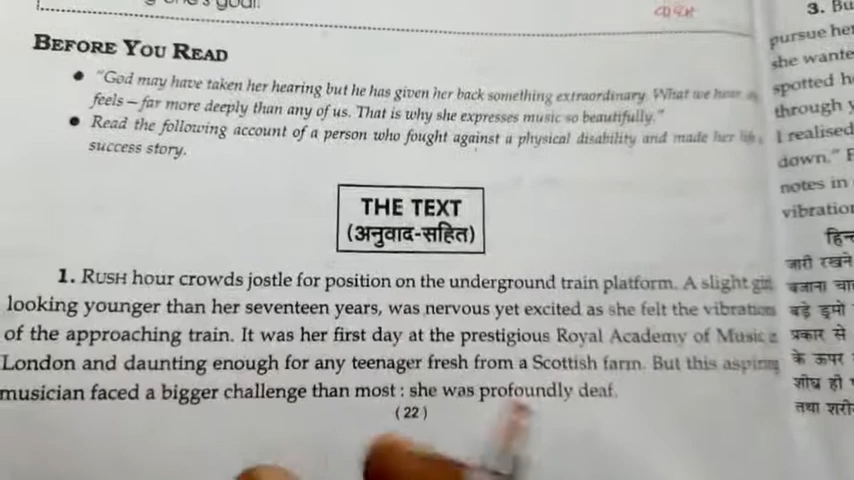 one's goal.
BEFORE YOU READ
● "God may have taken her hearing but he has given her back something extraordinary. What we hear
feels – far more deeply than any of us. That is why she expresses music so beautifully."
● Read the following account of a person who fought against a physical disability and made her life
success story.
THE TEXT
(अनुवाद-सहित)
1. RUSH hour crowds jostle for position on the underground train platform. A slight girl
looking younger than her seventeen years, was nervous yet excited as she felt the vibration
of the approaching train. It was her first day at the prestigious Royal Academy of Music
London and daunting enough for any teenager fresh from a Scottish farm. But this aspiring
musician faced a bigger challenge than most : she was profoundly deaf.
(22)
3. Bu
pursue her
she wante
spotted h
through y
I realised
down."
notes in
vibration
हिन्
जारी रखने
बजाना चा
बड़े ड्रमों
प्रकार से
के ऊपर
शीघ्र ही
तथा शरी